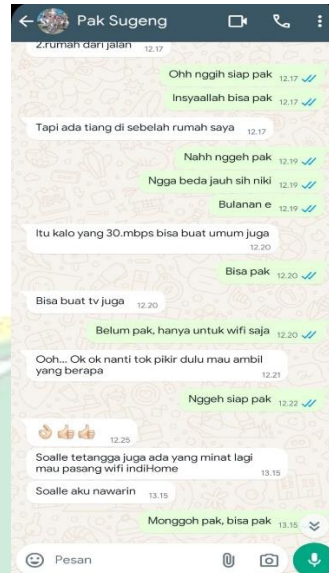 Pak Sugeng
2.rumah dari jalan 12.17
Ohh nggih siap pak 12.17
Insyaallah bisa pak 12.17
Tapi ada tiang di sebelah rumah saya 12.17
Nahh nggeh pak 12.19
Ngga beda jauh sih niki 12.19
Bulanan e 12.19
Itu kalo yang 30.mbps bisa buat umum juga
12.20
Bisa pak 12.20
Bisa buat tv juga 12.20
Belum pak, hanya untuk wifi saja 12.20
Ooh... Ok ok nanti tok pikir dulu mau ambil
yang berapa 12.21
Nggeh siap pak 12.22
👌🏻👍🏻👍🏻 12.25
Soalle tetangga juga ada yang minat lagi
mau pasang wifi indiHome 13.15
Soalle aku nawarin 13.15
Monggoh pak, bisa pak 13.15
Pesan